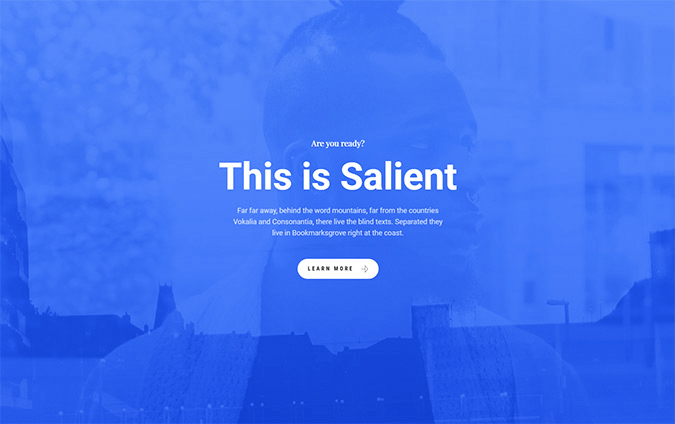 Are you ready?
This is Salient
Far far away, behind the word mountains, far from the countries
Vokalia and Consonantia, there live the blind texts. Separated they
live in Bookmarksgrove right at the coast.
LEARN MORE